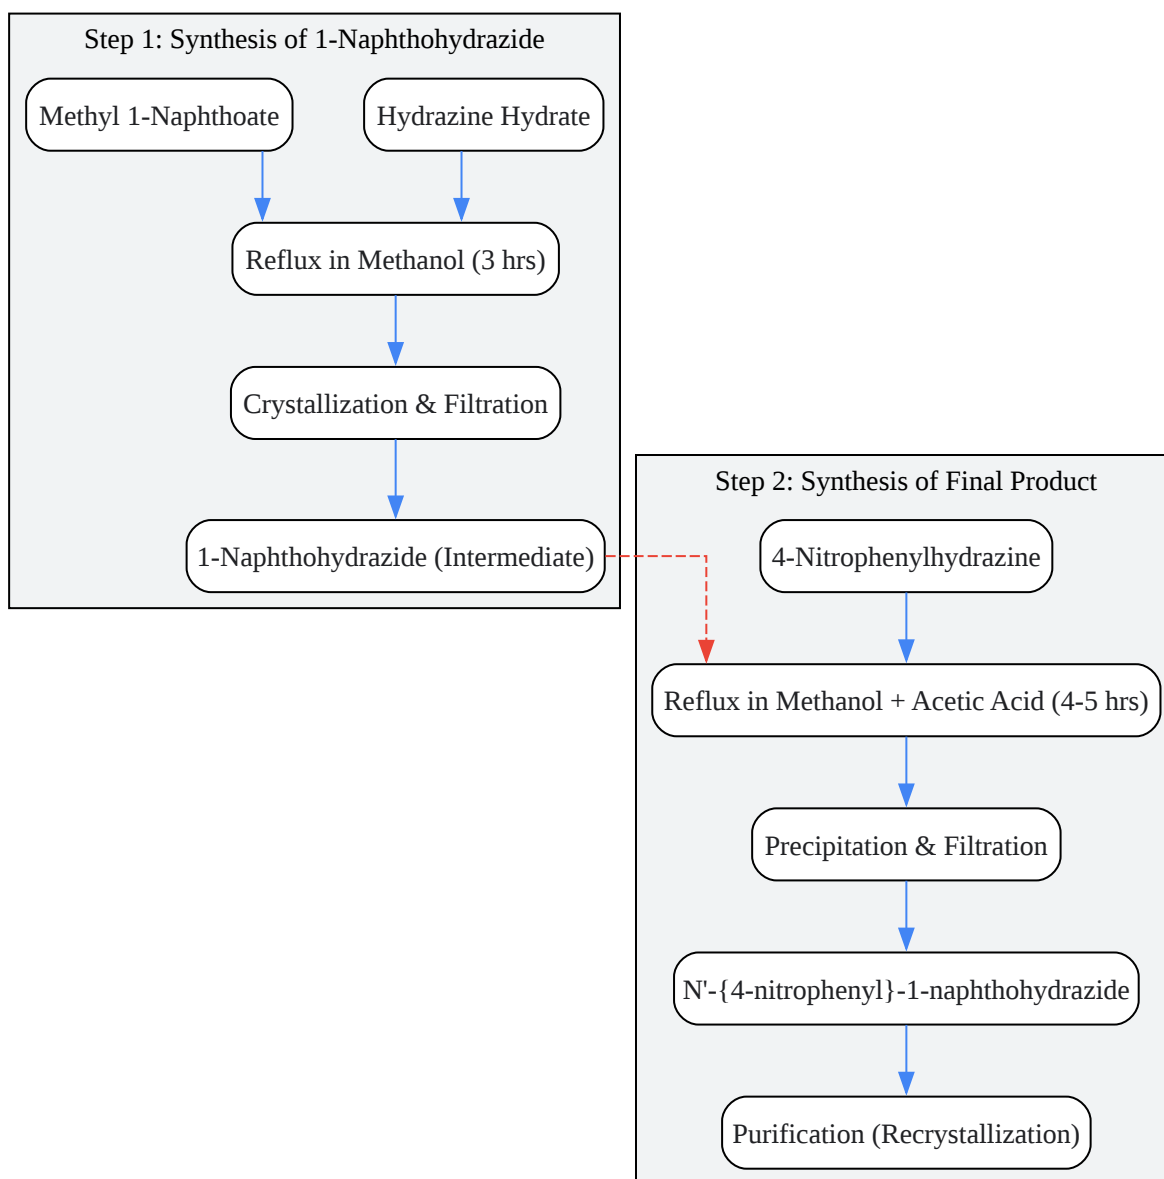 Step 1: Synthesis of 1-Naphthohydrazide
Methyl 1-Naphthoate
Hydrazine Hydrate
Reflux in Methanol (3 hrs)
Crystallization & Filtration
1-Naphthohydrazide (Intermediate)
Step 2: Synthesis of Final Product
4-Nitrophenylhydrazine
Reflux in Methanol + Acetic Acid (4-5 hrs)
Precipitation & Filtration
N'-{4-nitrophenyl}-1-naphthohydrazide
Purification (Recrystallization)